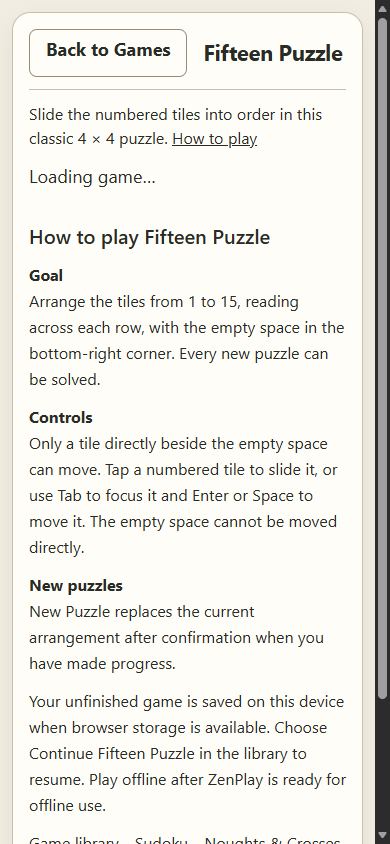 Back to Games
Fifteen Puzzle
Slide the numbered tiles into order in this
classic 4 × 4 puzzle. How to play
Loading game...
How to play Fifteen Puzzle
Goal
Arrange the tiles from 1 to 15, reading
across each row, with the empty space in the
bottom-right corner. Every new puzzle can
be solved.
Controls
Only a tile directly beside the empty space
can move. Tap a numbered tile to slide it, or
use Tab to focus it and Enter or Space to
move it. The empty space cannot be moved
directly.
New puzzles
New Puzzle replaces the current
arrangement after confirmation when you
have made progress.
Your unfinished game is saved on this device
when browser storage is available. Choose
Continue Fifteen Puzzle in the library to
resume. Play offline after ZenPlay is ready for
offline use.
Game library Sudoku Noughts & Crosses